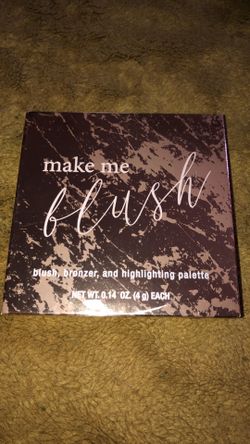 make me
blush
blush, bronzer, and highlighting palette
NET WT. 0.14 OZ. (4 g) EACH